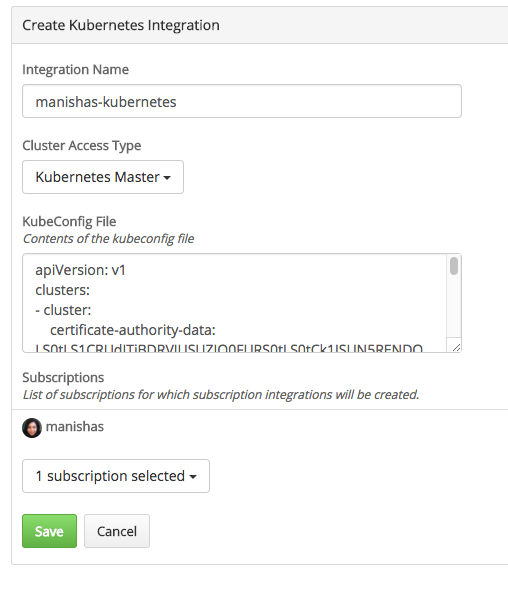 Create Kubernetes Integration
Integration Name
manishas-kubernetes
Cluster Access Type
Kubernetes Master
KubeConfig File
Contents of the kubeconfig file
apiVersion: v1
clusters:
- cluster:
certificate-authority-data:
Subscriptions
List of subscriptions for which subscription integrations will be created.
manishas
1 subscription selected
Save
Cancel